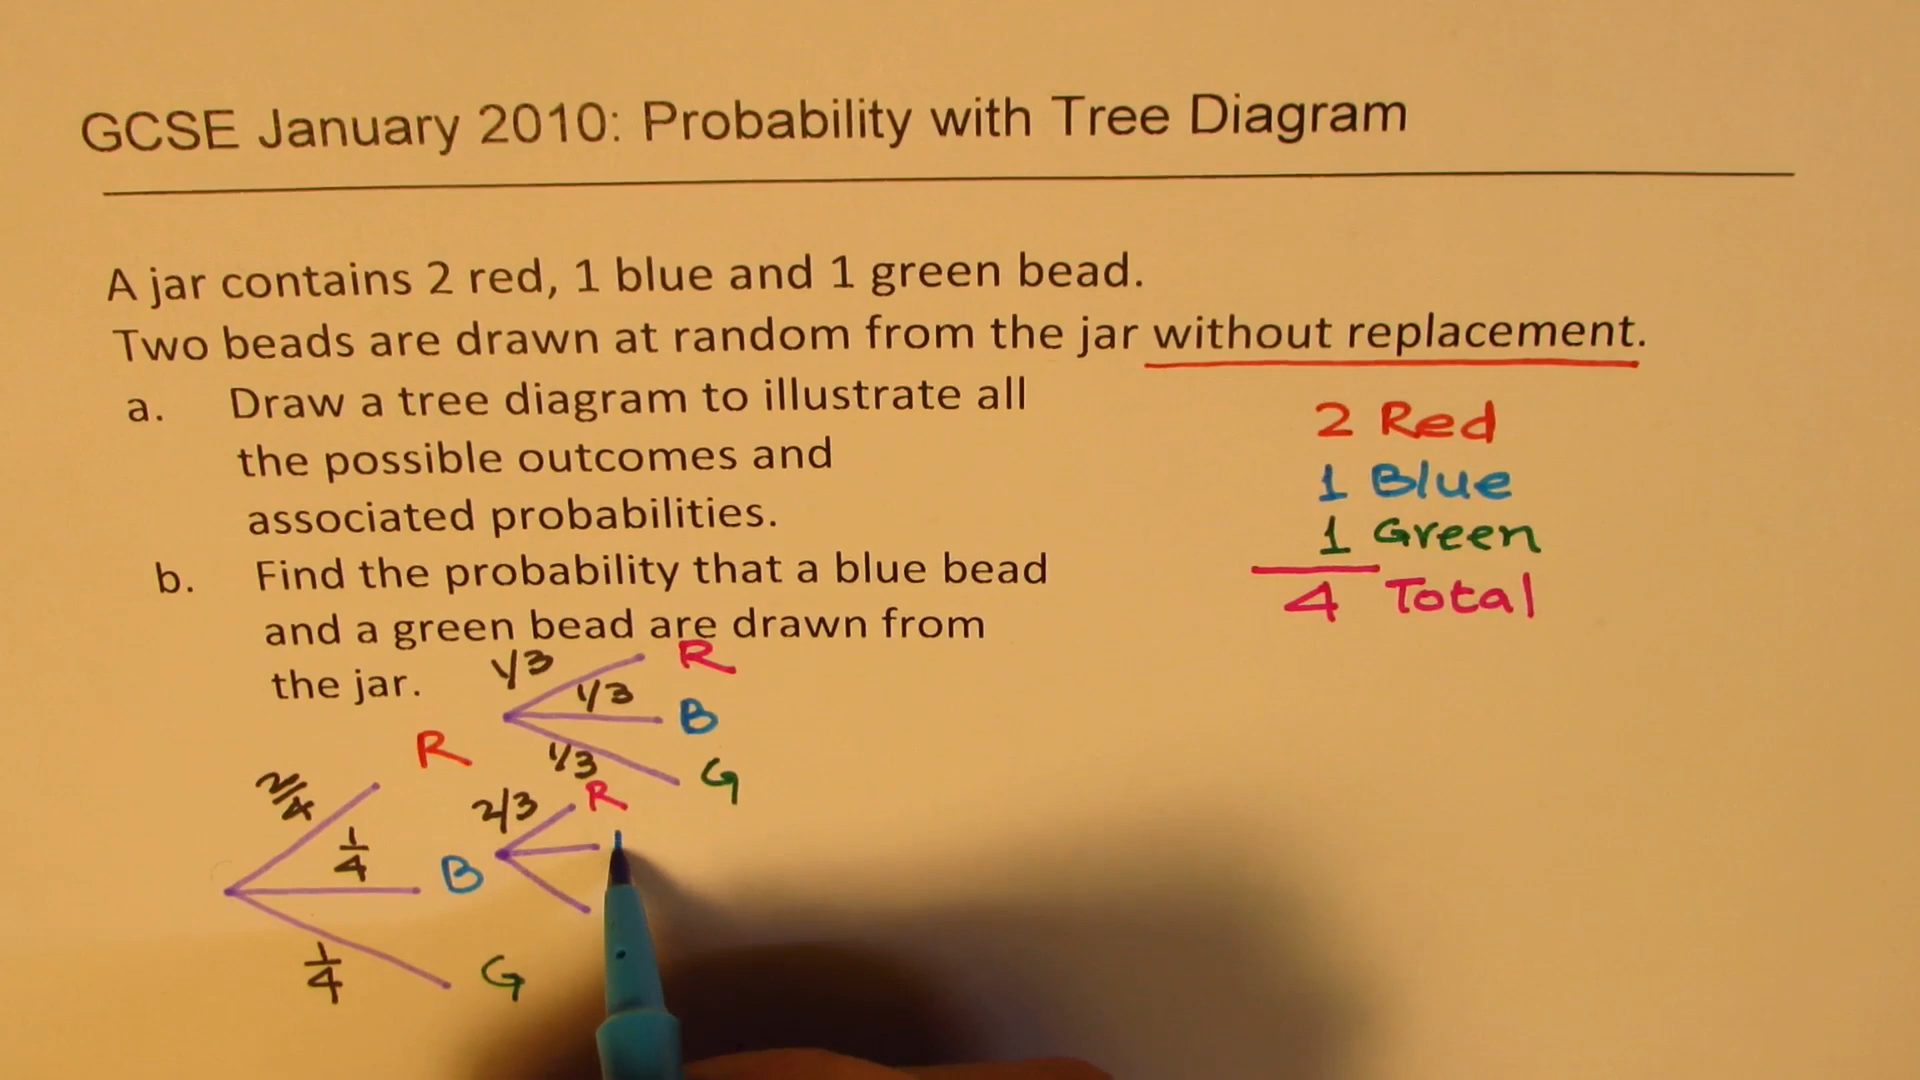 GCSE January 2010: Probability with Tree Diagram
A jar contains 2 red, 1 blue and 1 green bead.
Two beads are drawn at random from the jar without replacement.
a. Draw a tree diagram to illustrate all
the possible outcomes and
associated probabilities.
b. Find the probability that a blue bead
and a green bead are drawn from
the jar.
2 Red
1 Blue
1 Green
4 Total
1/3 R
1/3 B
1/3 G
2/4 R
2/3 R
1/4 B
1/4 G